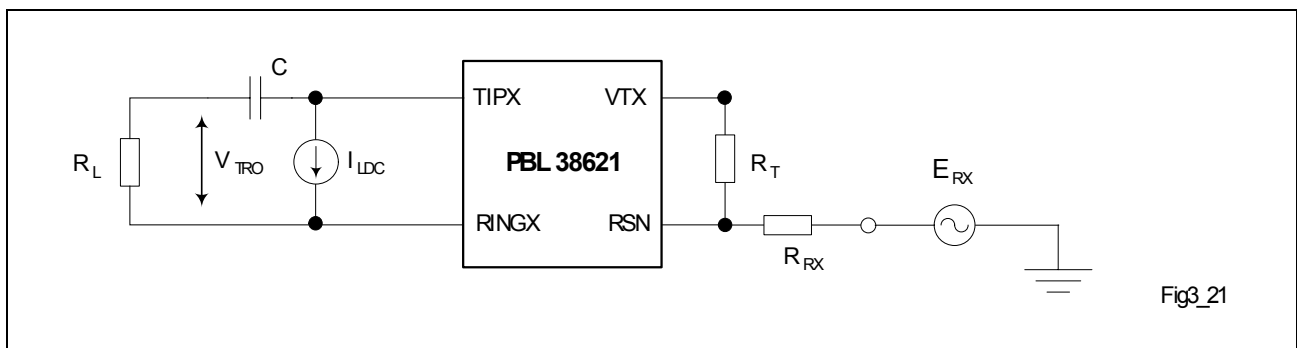 C
TIPX
VTX
R_L
V_TRO
I_LDC
PBL 38621
R_T
E_RX
RINGX
RSN
R_RX
Fig3_21